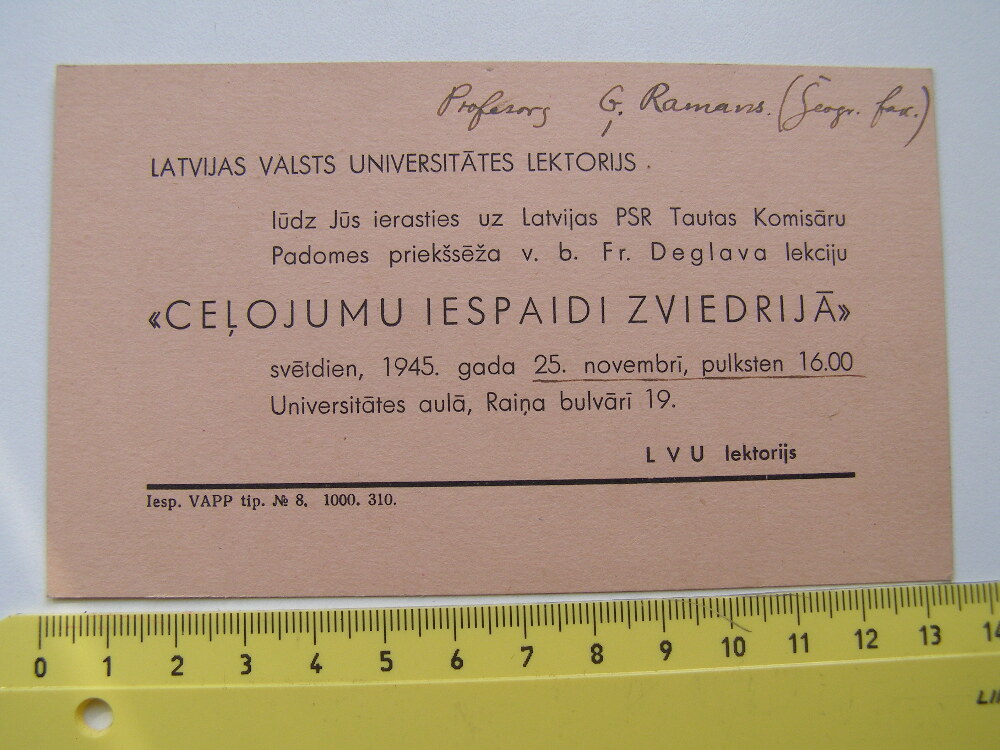 Profesors Ģ. Ramans. (Ģeogr. fak.)
LATVIJAS VALSTS UNIVERSITĀTES LEKTORIJS.
lūdz Jūs ierasties uz Latvijas PSR Tautas Komisāru
Padomes priekšsēža v. b. Fr. Deglava lekciju
«CEĻOJUMU IESPAIDI ZVIEDRIJĀ»
svētdien, 1945. gada 25. novembrī, pulksten 16.00
Universitātes aulā, Raiņa bulvārī 19.
LVU lektorijs
Iesp. VAPP tip. № 8. 1000. 310.
0 1 2 3 4 5 6 7 8 9 10 11 12 13 14